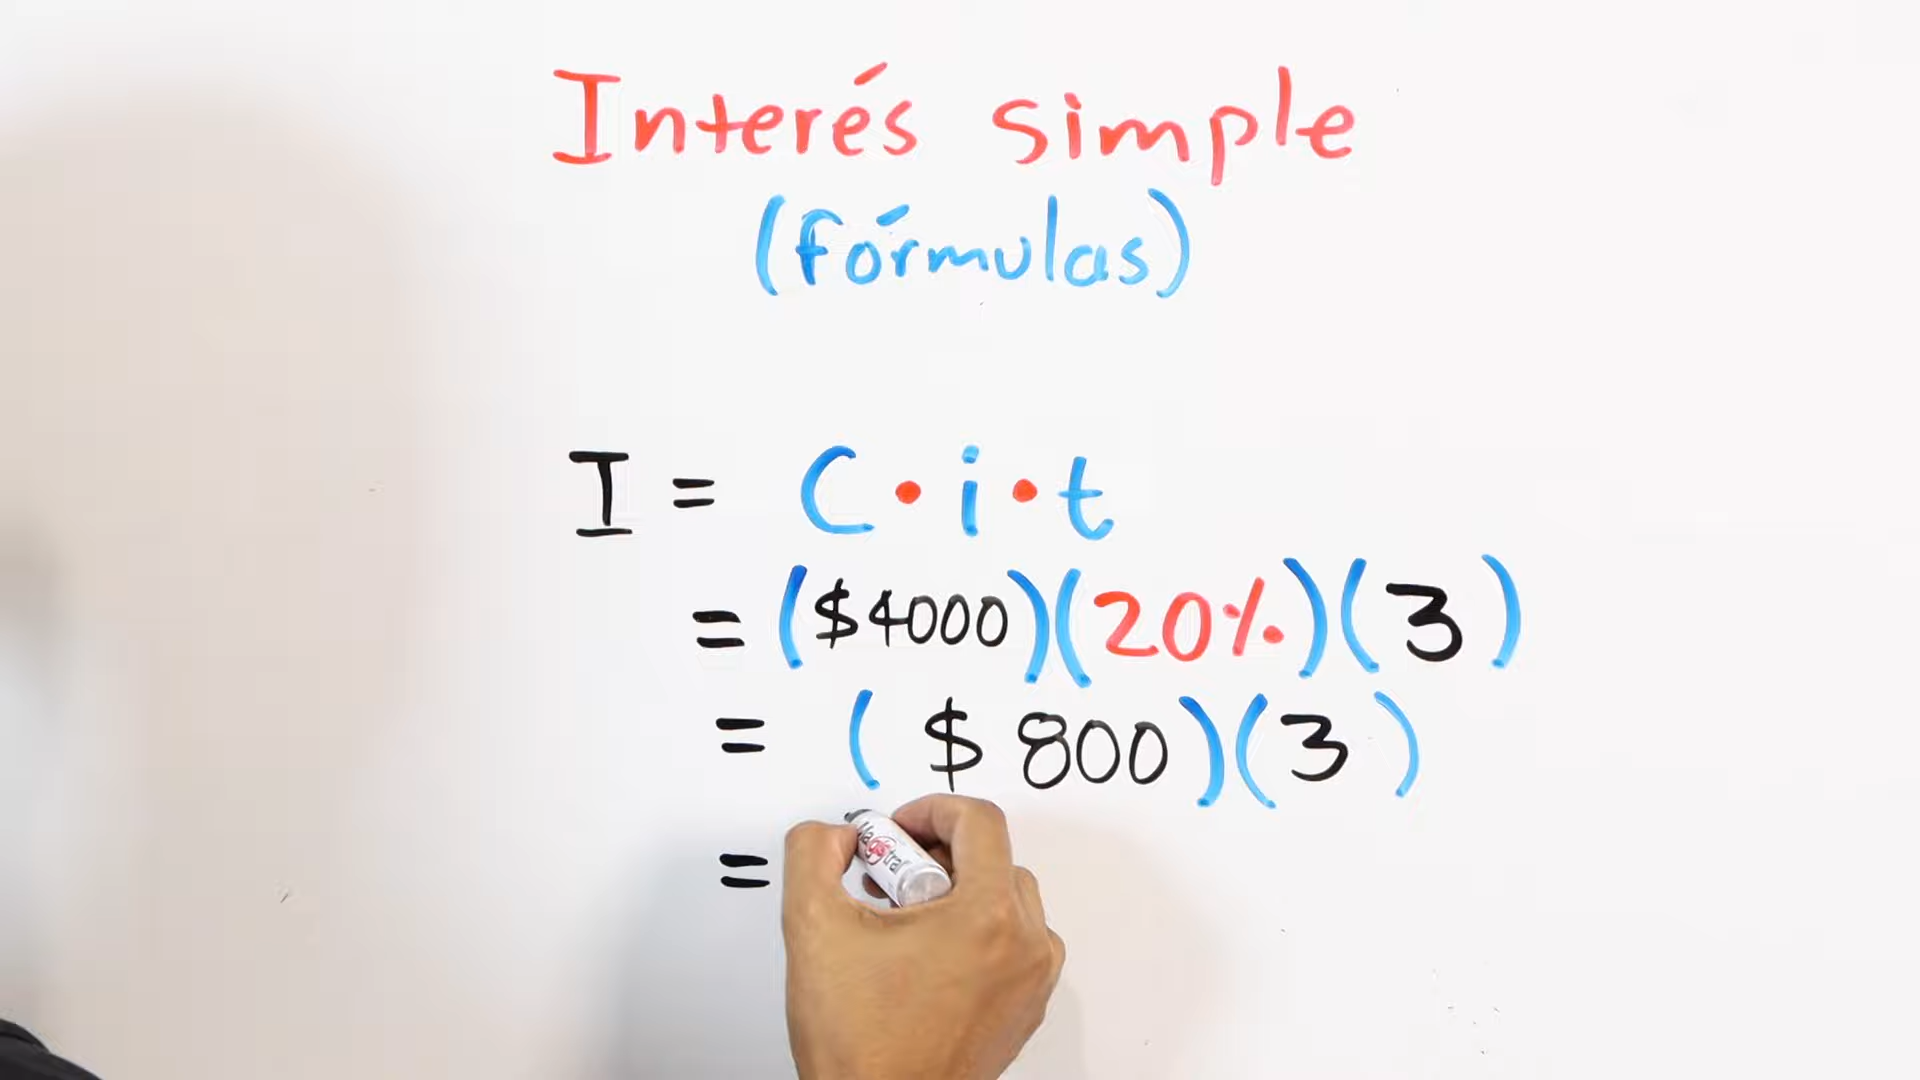 Interés simple
(fórmulas)
I = C • i • t
= ($4000)(20%)(3)
= ($ 800)(3)
=